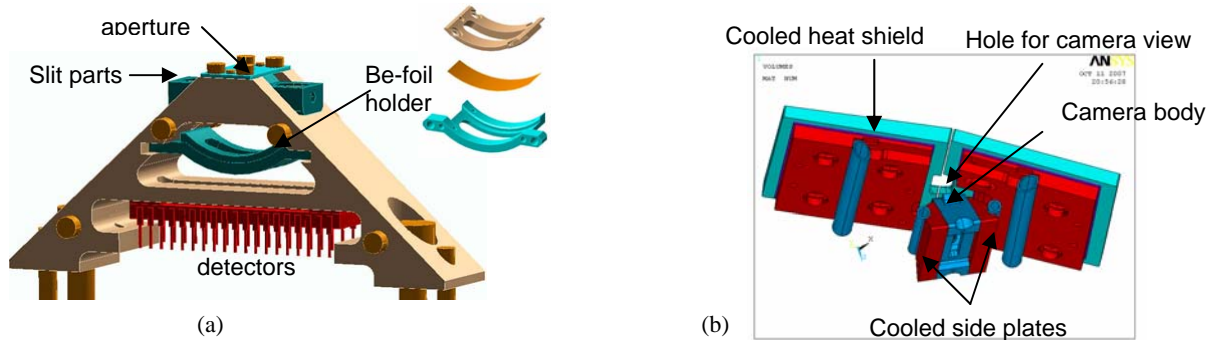 aperture
Slit parts
Be-foil
holder
detectors
(a)
Cooled heat shield
Hole for camera view
ANSYS
VOLUMES
MAT NUM
OCT 11 2007
20:56:28
Camera body
Cooled side plates
(b)